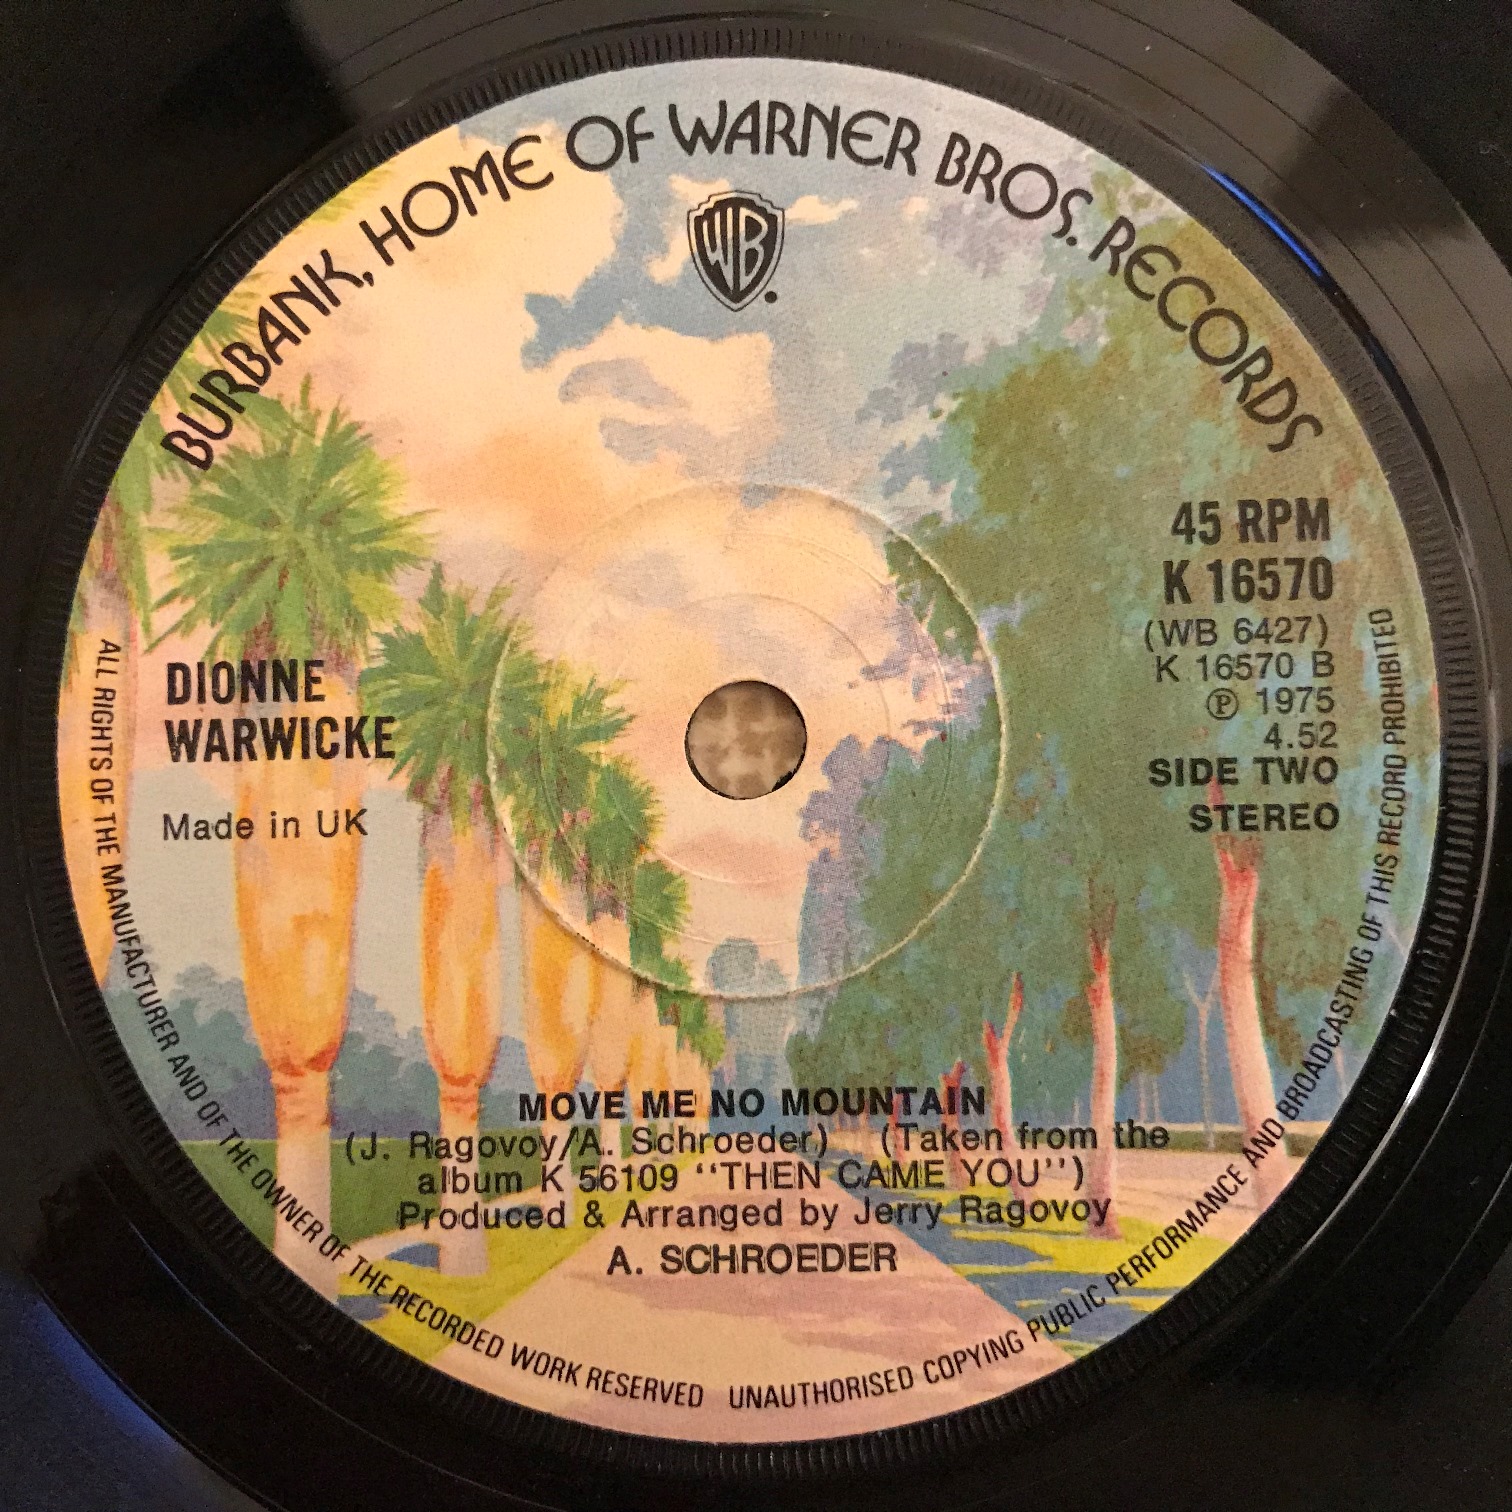 BURBANK, HOME OF WARNER BROS. RECORDS
WB
45 RPM
K 16570
(WB 6427)
K 16570 B
℗ 1975
4.52
SIDE TWO
STEREO
DIONNE
WARWICKE
Made in UK
MOVE ME NO MOUNTAIN
(J. Ragovoy/A. Schroeder) (Taken from the
album K 56109 “THEN CAME YOU”)
Produced & Arranged by Jerry Ragovoy
A. SCHROEDER
ALL RIGHTS OF THE MANUFACTURER AND OF THE OWNER OF THE RECORDED WORK RESERVED UNAUTHORISED COPYING PUBLIC PERFORMANCE AND BROADCASTING OF THIS RECORD PROHIBITED